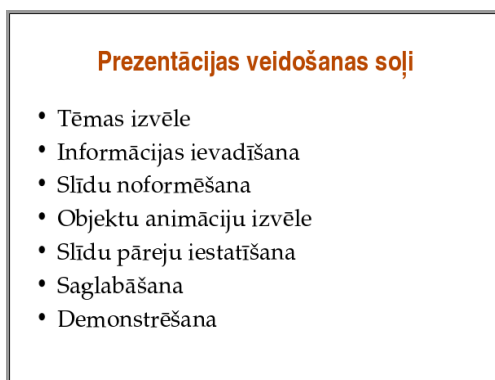 Prezentācijas veidošanas soļi
• Tēmas izvēle
• Informācijas ievadīšana
• Slīdu noformēšana
• Objektu animāciju izvēle
• Slīdu pāreju iestatīšana
• Saglabāšana
• Demonstrēšana